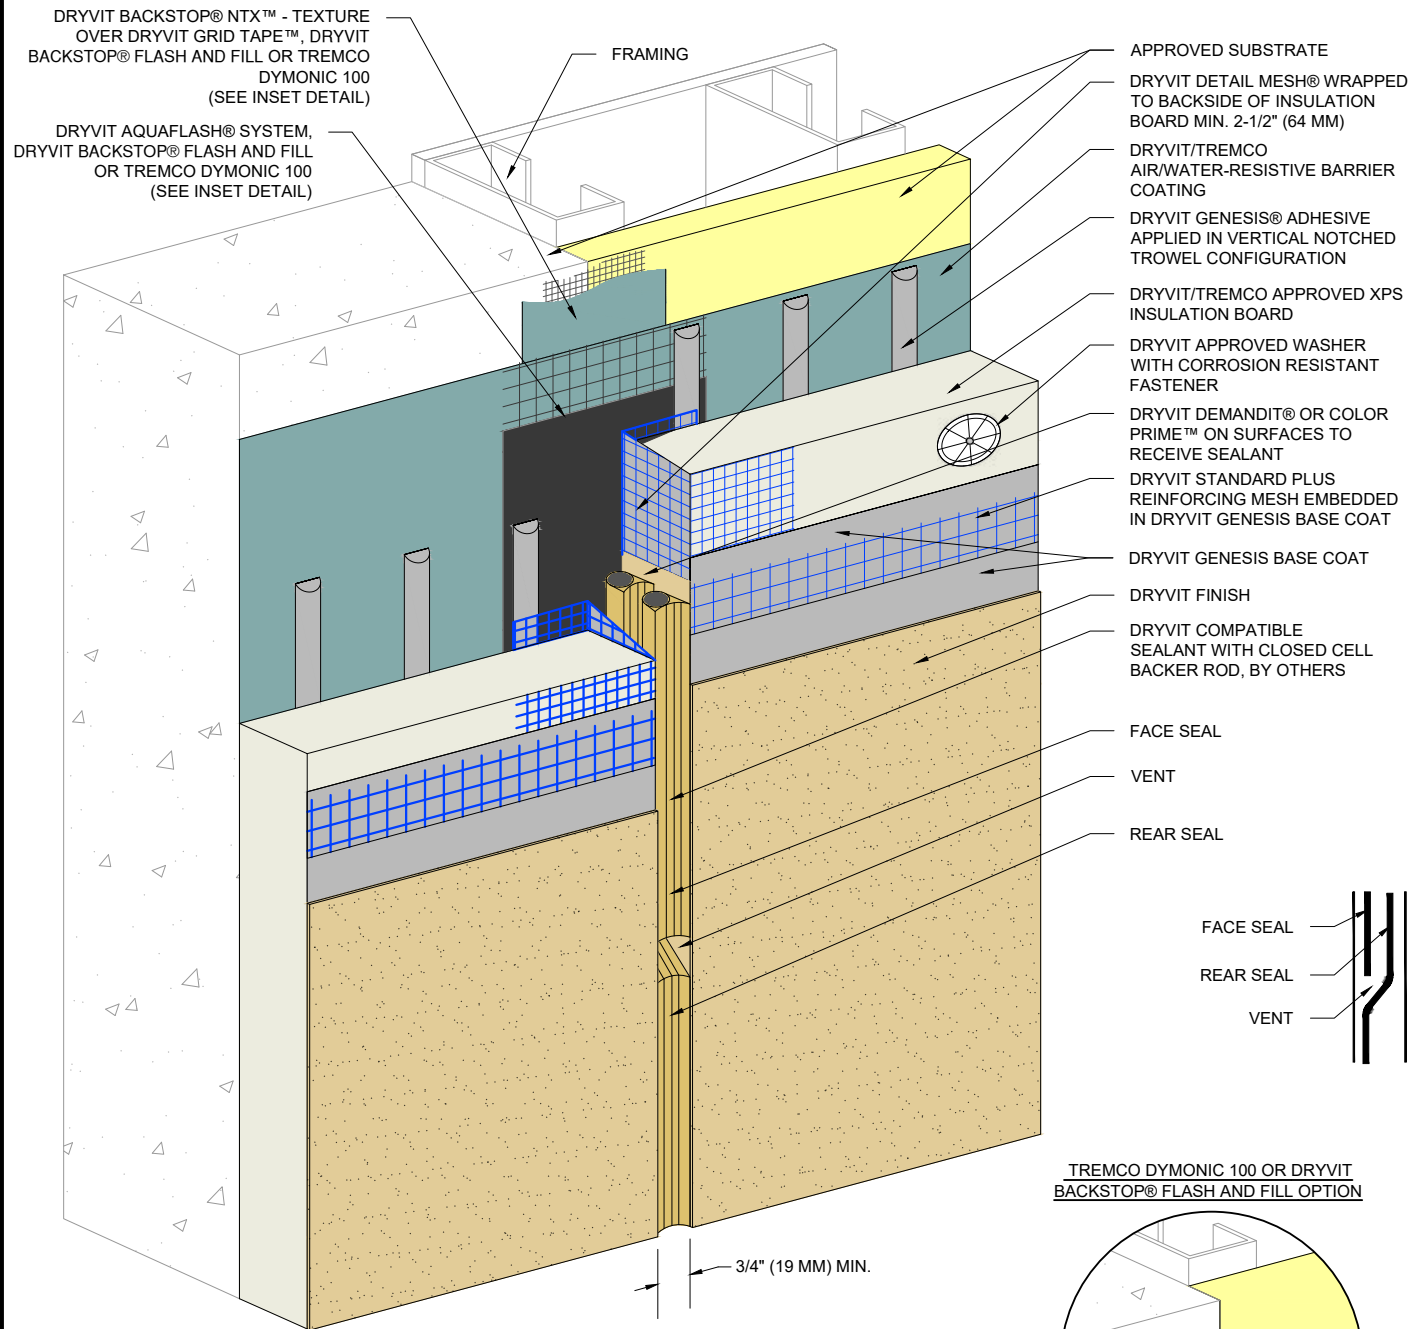 DRYVIT BACKSTOP® NTX™ - TEXTURE
OVER DRYVIT GRID TAPE™, DRYVIT
BACKSTOP® FLASH AND FILL OR TREMCO
DYMONIC 100
(SEE INSET DETAIL)
DRYVIT AQUAFLASH® SYSTEM,
DRYVIT BACKSTOP® FLASH AND FILL
OR TREMCO DYMONIC 100
(SEE INSET DETAIL)
FRAMING
APPROVED SUBSTRATE
DRYVIT DETAIL MESH® WRAPPED
TO BACKSIDE OF INSULATION
BOARD MIN. 2-1/2" (64 MM)
DRYVIT/TREMCO
AIR/WATER-RESISTIVE BARRIER
COATING
DRYVIT GENESIS® ADHESIVE
APPLIED IN VERTICAL NOTCHED
TROWEL CONFIGURATION
DRYVIT/TREMCO APPROVED XPS
INSULATION BOARD
DRYVIT APPROVED WASHER
WITH CORROSION RESISTANT
FASTENER
DRYVIT DEMANDIT® OR COLOR
PRIME™ ON SURFACES TO
RECEIVE SEALANT
DRYVIT STANDARD PLUS
REINFORCING MESH EMBEDDED
IN DRYVIT GENESIS BASE COAT
DRYVIT GENESIS BASE COAT
DRYVIT FINISH
DRYVIT COMPATIBLE
SEALANT WITH CLOSED CELL
BACKER ROD, BY OTHERS
FACE SEAL
VENT
REAR SEAL
FACE SEAL
REAR SEAL
VENT
TREMCO DYMONIC 100 OR DRYVIT
BACKSTOP® FLASH AND FILL OPTION
3/4" (19 MM) MIN.